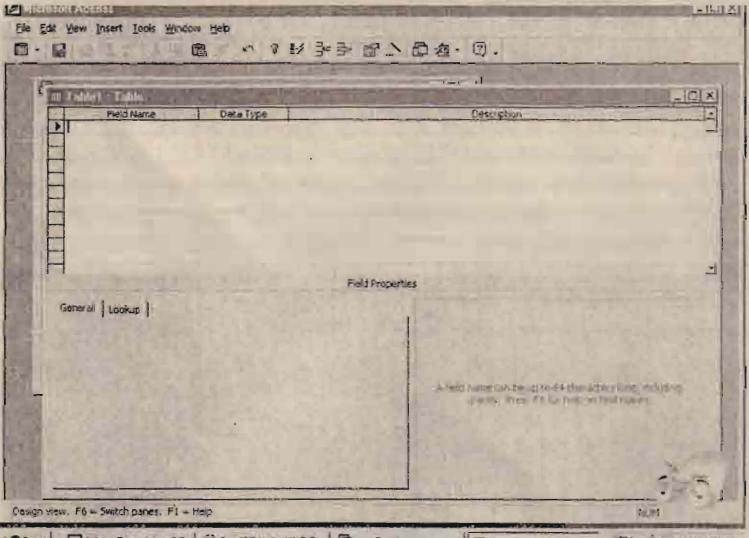 Microsoft Access
File Edit View Insert Tools Window Help
Table1 : Table
Field Name Data Type Description
Field Properties
General Lookup
A field name can be up to 64 characters long, including
spaces. Press F1 for help on field names.
Design view. F6 = Switch panes. F1 = Help
NUM